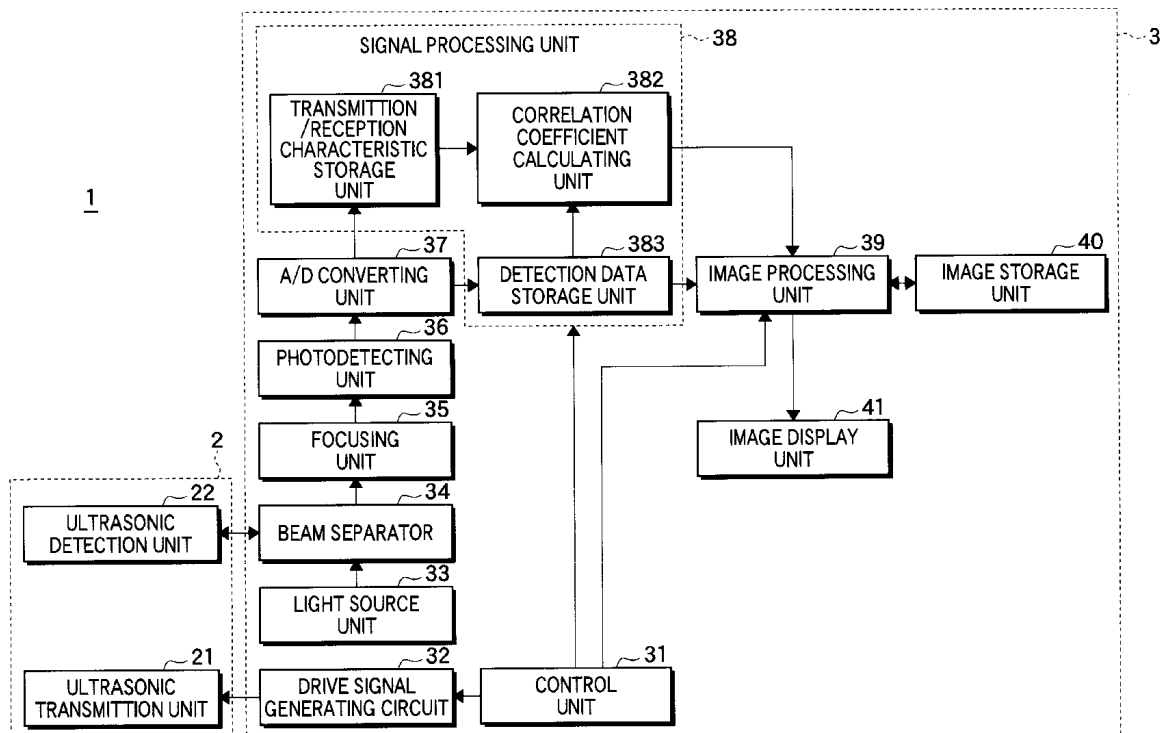 38
3
SIGNAL PROCESSING UNIT
381
382
TRANSMITTION
/RECEPTION
CHARACTERISTIC
STORAGE
UNIT
CORRELATION
COEFFICIENT
CALCULATING
UNIT
1
37
383
39
40
A/D CONVERTING
UNIT
DETECTION DATA
STORAGE UNIT
IMAGE PROCESSING
UNIT
IMAGE STORAGE
UNIT
36
PHOTODETECTING
UNIT
35
41
FOCUSING
UNIT
IMAGE DISPLAY
UNIT
2
22
34
ULTRASONIC
DETECTION UNIT
BEAM SEPARATOR
33
LIGHT SOURCE
UNIT
21
32
31
ULTRASONIC
TRANSMITTION UNIT
DRIVE SIGNAL
GENERATING CIRCUIT
CONTROL
UNIT